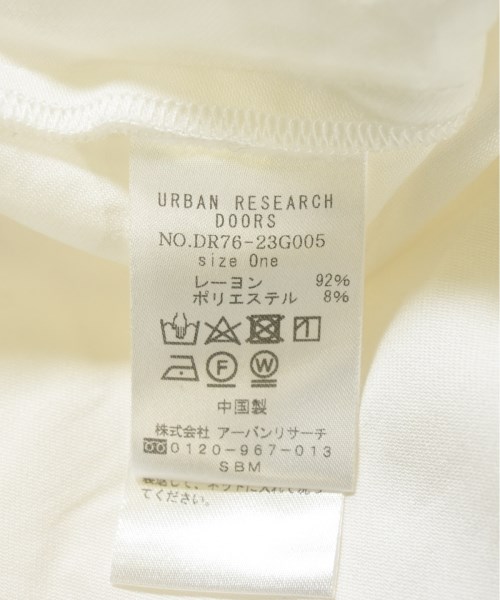 URBAN RESEARCH
DOORS
NO.DR76-23G005
size One
レーヨン 92%
ポリエステル 8%
F W
中国製
株式会社 アーバンリサーチ
0120-967-013
SBM
てください。